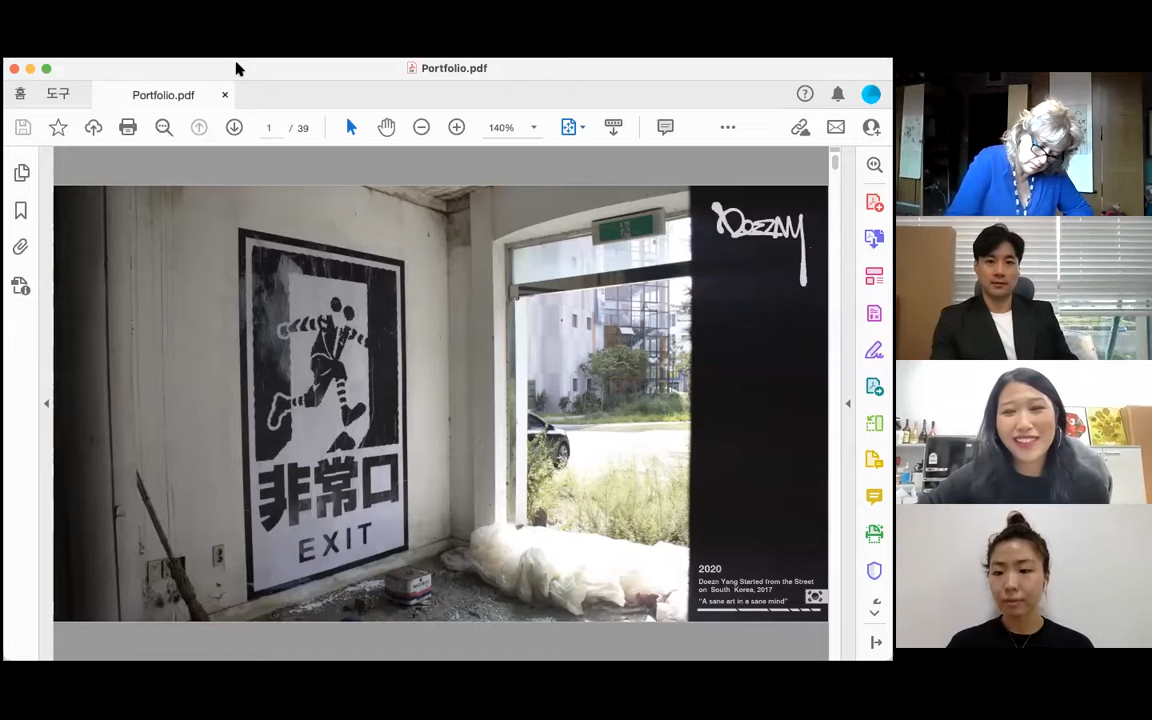 Portfolio.pdf
홈 도구 Portfolio.pdf ×
1 / 39 140%
DOEZNY
非常口
EXIT
2020
Doezn Yang Started from the Street
on South Korea, 2017
"A sane art in a sane mind"